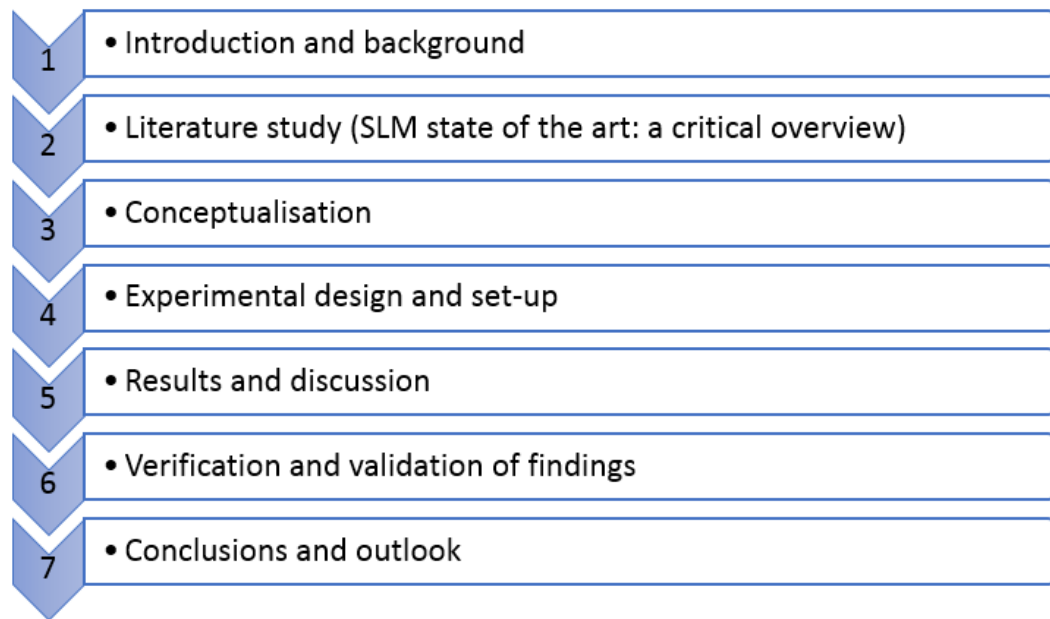 1 • Introduction and background
2 • Literature study (SLM state of the art: a critical overview)
3 • Conceptualisation
4 • Experimental design and set-up
5 • Results and discussion
6 • Verification and validation of findings
7 • Conclusions and outlook